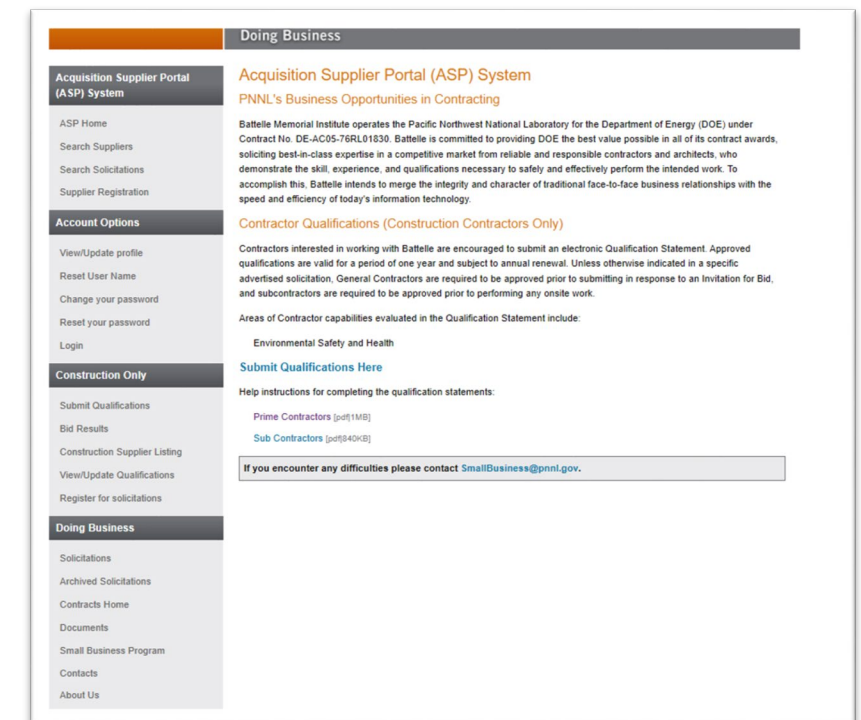 Doing Business
Acquisition Supplier Portal
(ASP) System
ASP Home
Search Suppliers
Search Solicitations
Supplier Registration
Account Options
View/Update profile
Reset User Name
Change your password
Reset your password
Login
Construction Only
Submit Qualifications
Bid Results
Construction Supplier Listing
View/Update Qualifications
Register for solicitations
Doing Business
Solicitations
Archived Solicitations
Contracts Home
Documents
Small Business Program
Contacts
About Us
Acquisition Supplier Portal (ASP) System
PNNL's Business Opportunities in Contracting
Battelle Memorial Institute operates the Pacific Northwest National Laboratory for the Department of Energy (DOE) under
Contract No. DE-AC05-76RL01830. Battelle is committed to providing DOE the best value possible in all of its contract awards,
soliciting best-in-class expertise in a competitive market from reliable and responsible contractors and architects, who
demonstrate the skill, experience, and qualifications necessary to safely and effectively perform the intended work. To
accomplish this, Battelle intends to merge the integrity and character of traditional face-to-face business relationships with the
speed and efficiency of today's information technology.
Contractor Qualifications (Construction Contractors Only)
Contractors interested in working with Battelle are encouraged to submit an electronic Qualification Statement. Approved
qualifications are valid for a period of one year and subject to annual renewal. Unless otherwise indicated in a specific
advertised solicitation, General Contractors are required to be approved prior to submitting in response to an Invitation for Bid,
and subcontractors are required to be approved prior to performing any onsite work.
Areas of Contractor capabilities evaluated in the Qualification Statement include:
Environmental Safety and Health
Submit Qualifications Here
Help instructions for completing the qualification statements:
Prime Contractors [pdf|1MB]
Sub Contractors [pdf|840KB]
If you encounter any difficulties please contact SmallBusiness@pnnl.gov.